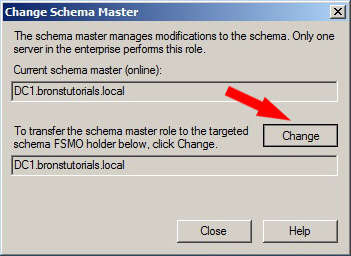 Change Schema Master
The schema master manages modifications to the schema. Only one
server in the enterprise performs this role.
Current schema master (online):
DC1.bronstutorials.local
To transfer the schema master role to the targeted
schema FSMO holder below, click Change.
Change
DC1.bronstutorials.local
Close
Help